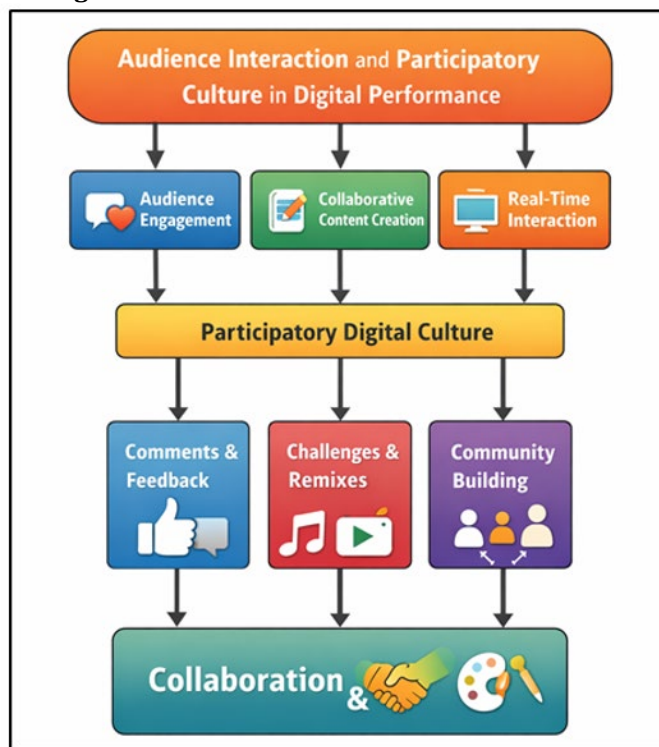 Audience Interaction and Participatory
Culture in Digital Performance
Audience
Engagement
Collaborative
Content Creation
Real-Time
Interaction
Participatory Digital Culture
Comments &
Feedback
Challenges &
Remixes
Community
Building
Collaboration &